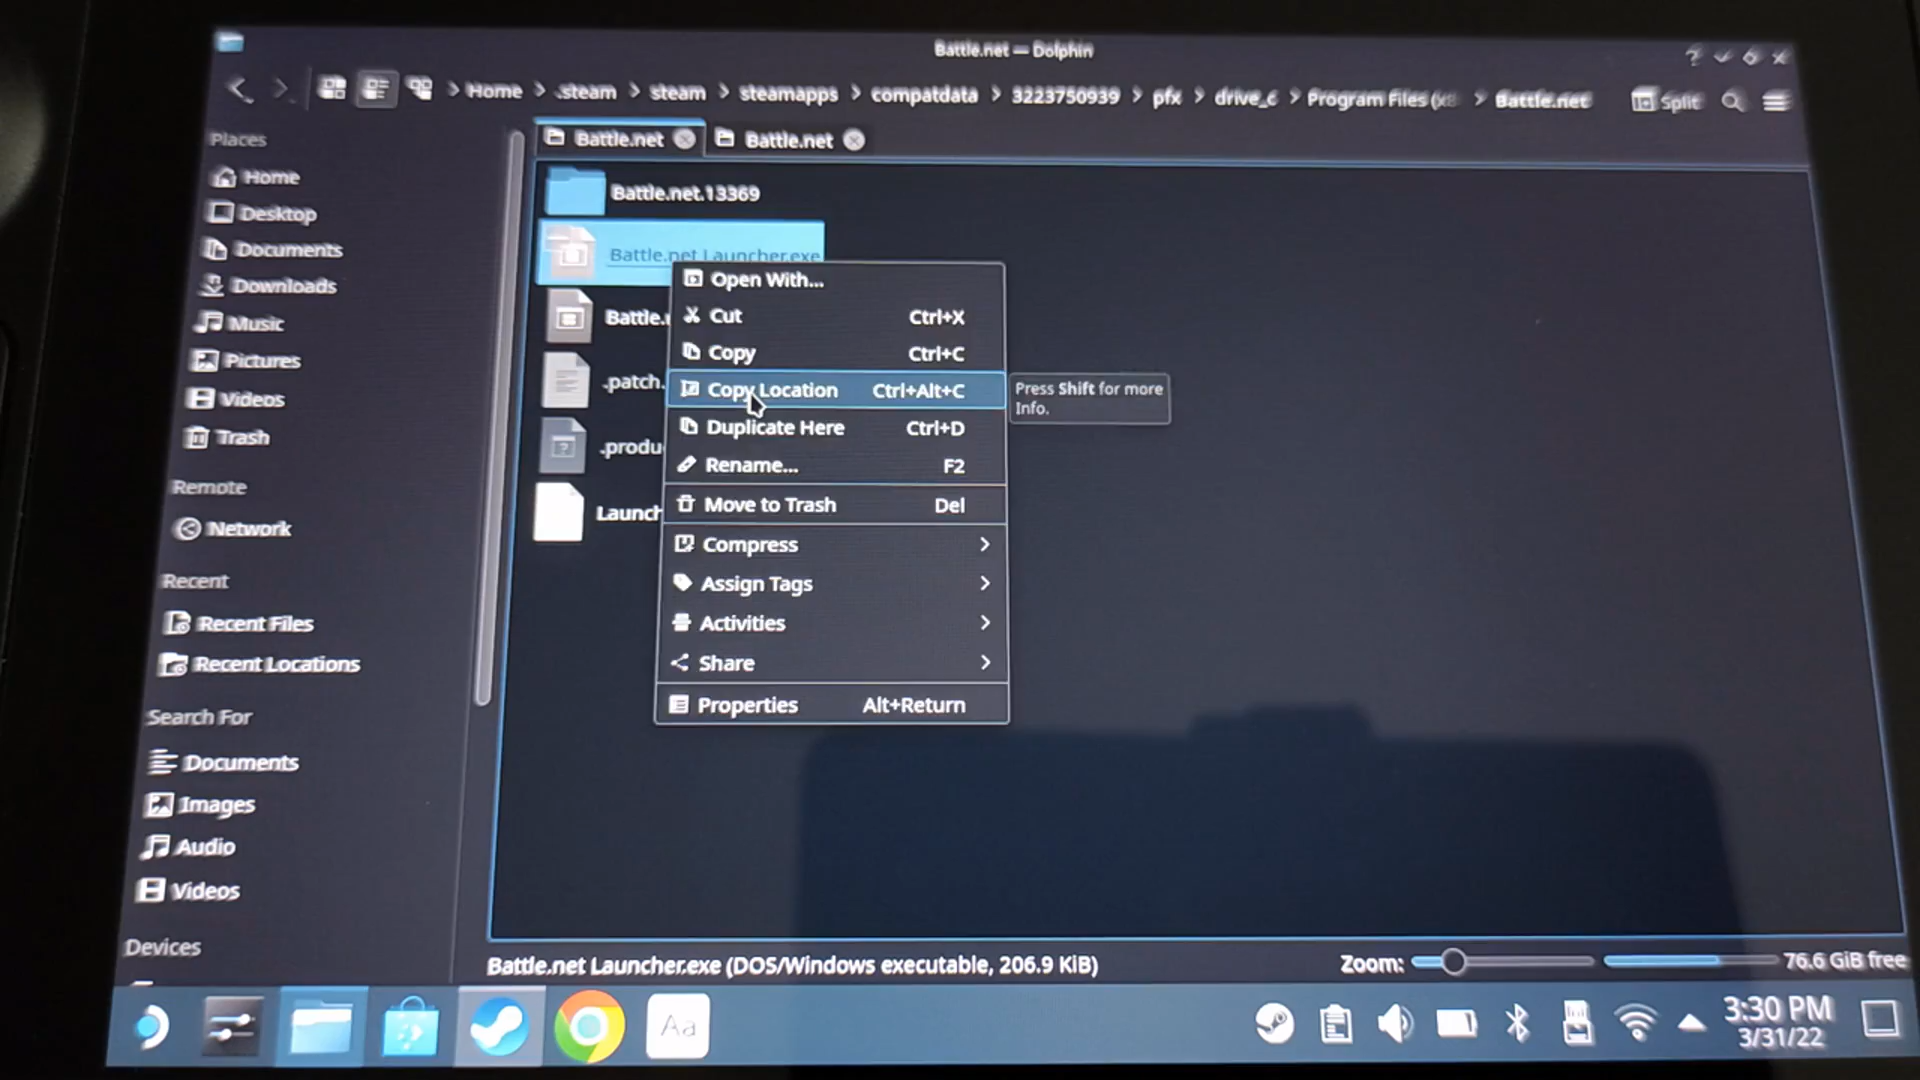 Battle.net — Dolphin
Home > .steam > steam > steamapps > compatdata > 3223750939 > pfx > drive_c > Program Files (x8 > Battle.net
Split
Places
Home
Desktop
Documents
Downloads
Music
Pictures
Videos
Trash
Remote
Network
Recent
Recent Files
Recent Locations
Search For
Documents
Images
Audio
Videos
Devices
Battle.net
Battle.net
Battle.net.13369
Battle.net Launcher.exe
Battle.
.patch.
.produ
Launch
Open With...
Cut Ctrl+X
Copy Ctrl+C
Copy Location Ctrl+Alt+C
Duplicate Here Ctrl+D
Rename... F2
Move to Trash Del
Compress
Assign Tags
Activities
Share
Properties Alt+Return
Press Shift for more
Info.
Battle.net Launcher.exe (DOS/Windows executable, 206.9 KiB)
Zoom:
76.6 GiB free
Aa
3:30 PM
3/31/22